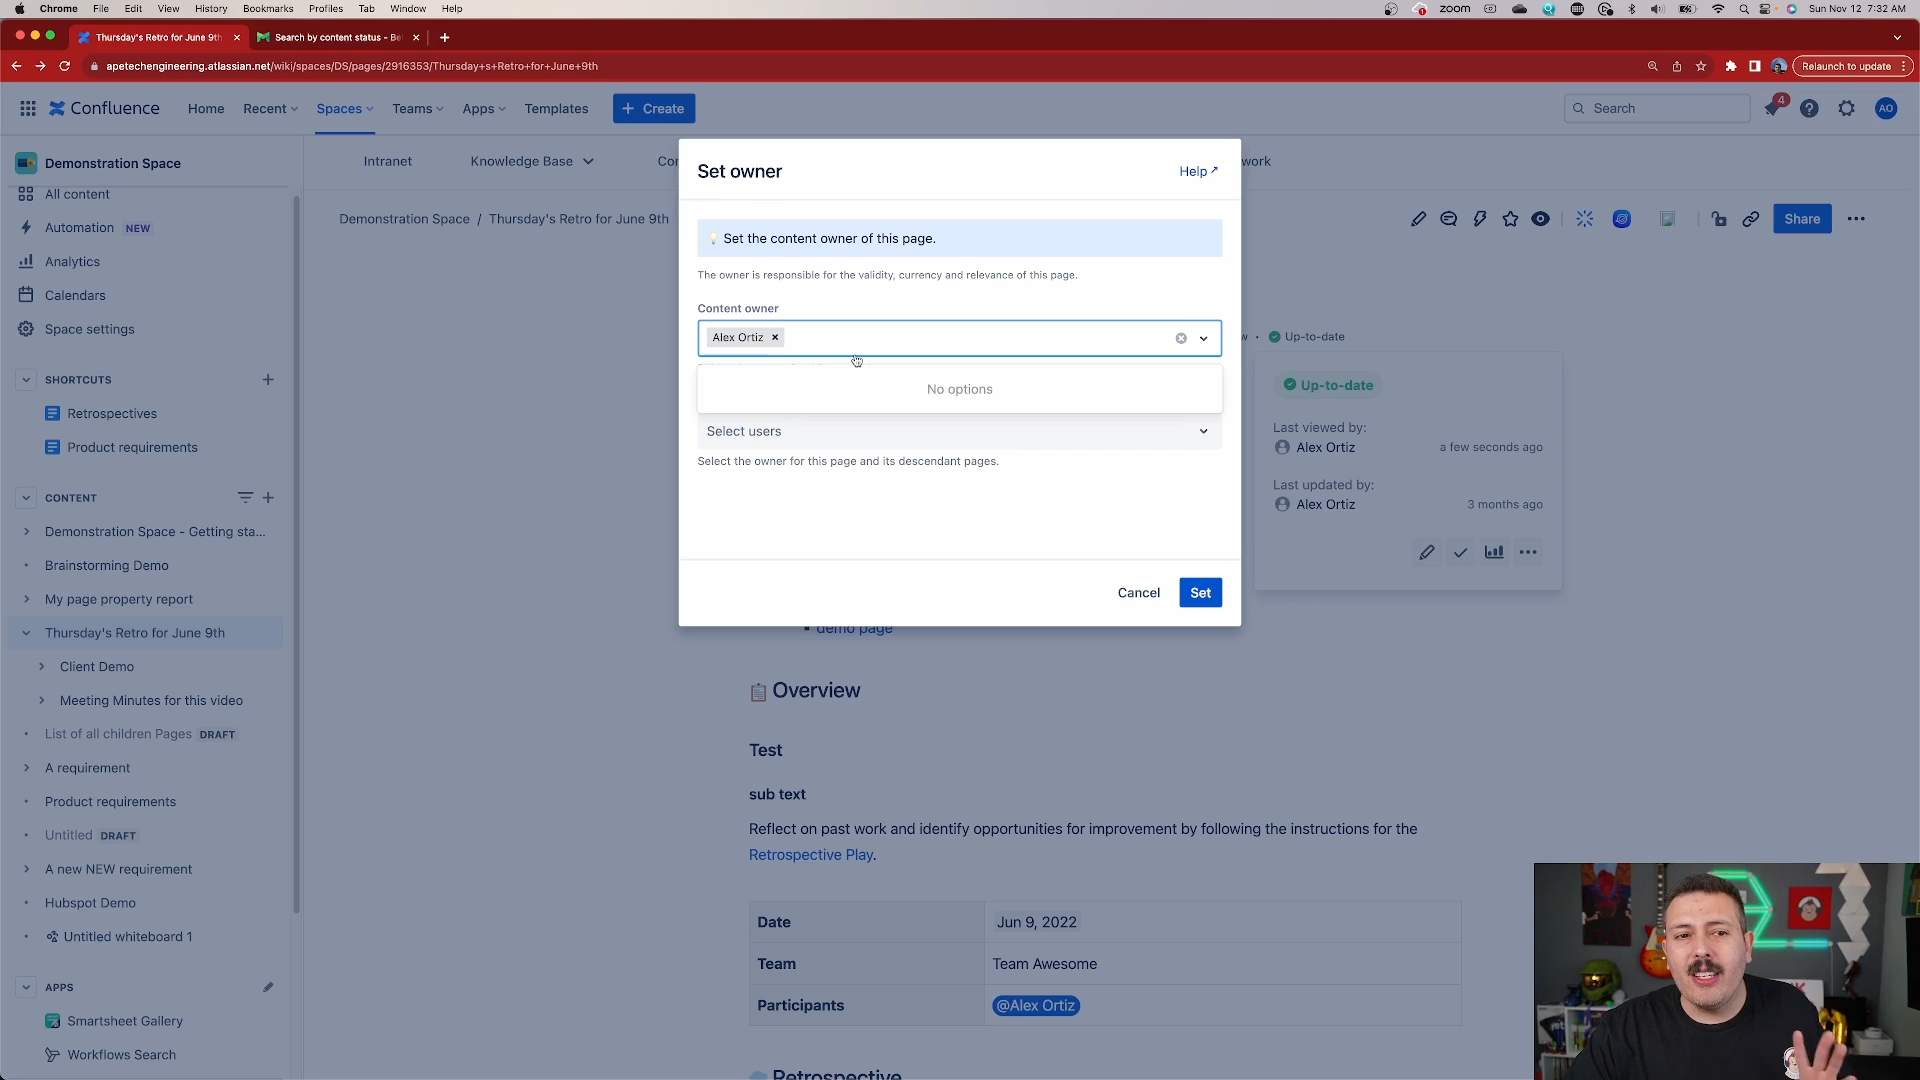 Chrome File Edit View History Bookmarks Profiles Tab Window Help
zoom Sun Nov 12 7:32 AM
Thursday's Retro for June 9th
Search by content status - Be
apetechengineering.atlassian.net/wiki/spaces/DS/pages/2916353/Thursday+s+Retro+for+June+9th
Relaunch to update
Confluence Home Recent Spaces Teams Apps Templates + Create
Search
4
AO
Demonstration Space
All content
Automation NEW
Analytics
Calendars
Space settings
SHORTCUTS
Retrospectives
Product requirements
CONTENT
Demonstration Space - Getting sta...
Brainstorming Demo
My page property report
Thursday's Retro for June 9th
Client Demo
Meeting Minutes for this video
List of all children Pages DRAFT
A requirement
Product requirements
Untitled DRAFT
A new NEW requirement
Hubspot Demo
Untitled whiteboard 1
APPS
Smartsheet Gallery
Workflows Search
Intranet Knowledge Base
Demonstration Space / Thursday's Retro for June 9th
Share
Set owner
Help
Set the content owner of this page.
The owner is responsible for the validity, currency and relevance of this page.
Content owner
Alex Ortiz
No options
Select users
Select the owner for this page and its descendant pages.
Cancel Set
Up-to-date
Up-to-date
Last viewed by:
Alex Ortiz a few seconds ago
Last updated by:
Alex Ortiz 3 months ago
demo page
Overview
Test
sub text
Reflect on past work and identify opportunities for improvement by following the instructions for the
Retrospective Play.
Date Jun 9, 2022
Team Team Awesome
Participants @Alex Ortiz
Retrospective